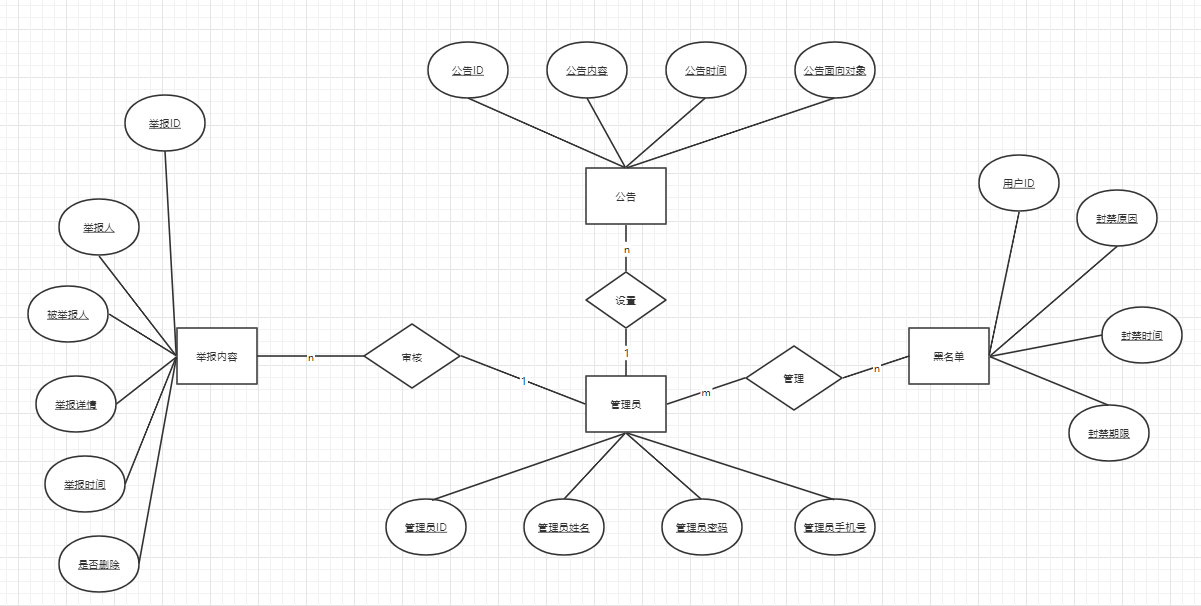 公告ID
公告内容
公告时间
公告面向对象
举报ID
用户ID
封禁原因
公告
举报人
n
设置
被举报人
封禁时间
1
举报内容
n
审核
1
管理员
m
管理
n
黑名单
举报详情
封禁期限
举报时间
管理员ID
管理员姓名
管理员密码
管理员手机号
是否删除